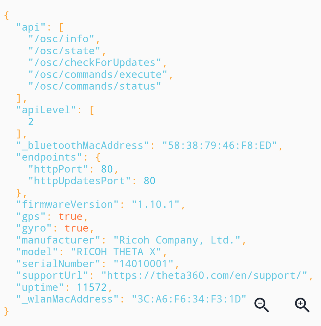 {
"api": [
"/osc/info",
"/osc/state",
"/osc/checkForUpdates",
"/osc/commands/execute",
"/osc/commands/status"
],
"apiLevel": [
2
],
"_bluetoothMacAddress": "58:38:79:46:F8:ED",
"endpoints": {
"httpPort": 80,
"httpUpdatesPort": 80
},
"firmwareVersion": "1.10.1",
"gps": true,
"gyro": true,
"manufacturer": "Ricoh Company, Ltd.",
"model": "RICOH THETA X",
"serialNumber": "14010001",
"supportUrl": "https://theta360.com/en/support/",
"uptime": 11572,
"_wlanMacAddress": "3C:A6:F6:34:F3:1D"
}